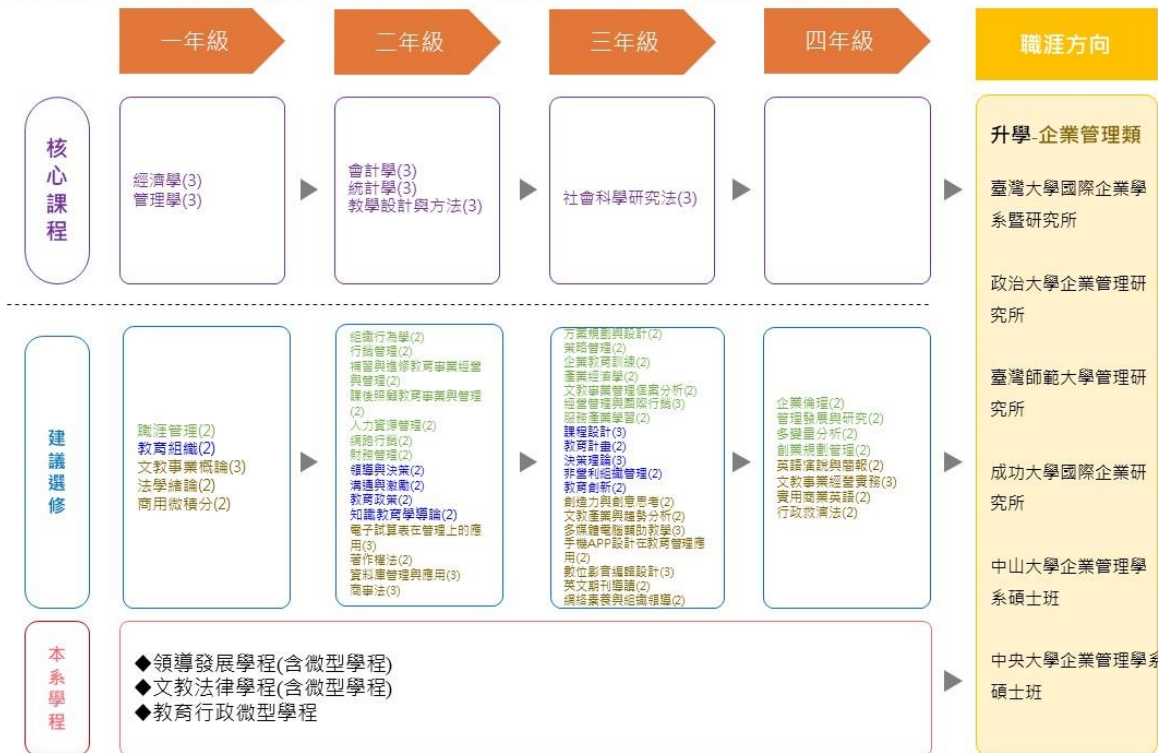 一年級
二年級
三年級
四年級
職涯方向
核心課程
經濟學(3)
管理學(3)
會計學(3)
統計學(3)
教學設計與方法(3)
社會科學研究法(3)
建議選修
職涯管理(2)
教育組織(2)
文教事業概論(3)
法學緒論(2)
商用微積分(2)
組織行為學(2)
行銷管理(2)
補習與進修教育事業經營
與管理(2)
課後照顧教育事業與管理
(2)
人力資源管理(2)
網路行銷(2)
財務管理(2)
領導與決策(2)
溝通與激勵(2)
教育政策(2)
知識教育學導論(2)
電子試算表在管理上的應
用(3)
著作權法(2)
資料庫管理與應用(3)
商事法(3)
方案規劃與設計(2)
策略管理(2)
企業教育訓練(2)
產業經濟學(2)
文教事業管理個案分析(2)
經營管理與國際行銷(3)
服務產業學習(2)
課程設計(3)
教育計畫(2)
決策理論(3)
非營利組織管理(2)
教育創新(2)
創造力與創意思考(2)
文教產業與趨勢分析(2)
多媒體電腦輔助教學(3)
手機APP設計在教育管理應
用(2)
數位影音編輯設計(3)
英文期刊導讀(2)
網絡素養與組織領導(2)
企業倫理(2)
管理發展與研究(2)
多變量分析(2)
創業規劃管理(2)
英語演說與簡報(2)
文教事業經營實務(3)
實用商業英語(2)
行政救濟法(2)
本系學程
◆領導發展學程(含微型學程)
◆文教法律學程(含微型學程)
◆教育行政微型學程
升學-企業管理類
臺灣大學國際企業學
系暨研究所
政治大學企業管理研
究所
臺灣師範大學管理研
究所
成功大學國際企業研
究所
中山大學企業管理學
系碩士班
中央大學企業管理學系
碩士班